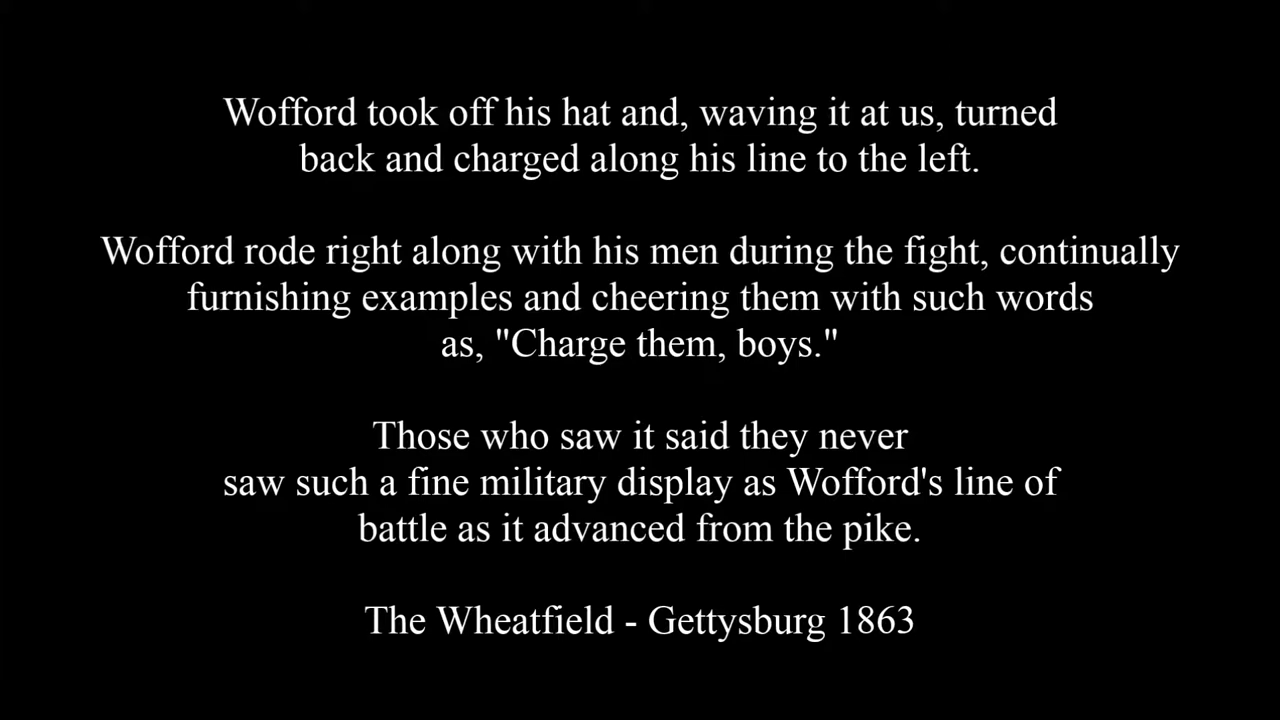 Wofford took off his hat and, waving it at us, turned
back and charged along his line to the left.
Wofford rode right along with his men during the fight, continually
furnishing examples and cheering them with such words
as, "Charge them, boys."
Those who saw it said they never
saw such a fine military display as Wofford's line of
battle as it advanced from the pike.
The Wheatfield - Gettysburg 1863